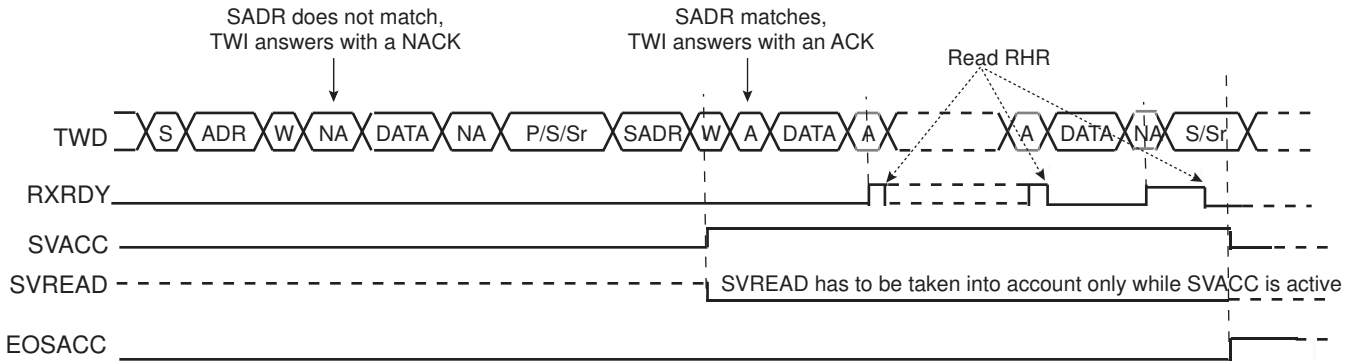 SADR does not match,
TWI answers with a NACK
SADR matches,
TWI answers with an ACK
Read RHR
TWD S ADR W NA DATA NA P/S/Sr SADR W A DATA A A DATA NA S/Sr
RXRDY
SVACC
SVREAD SVREAD has to be taken into account only while SVACC is active
EOSACC